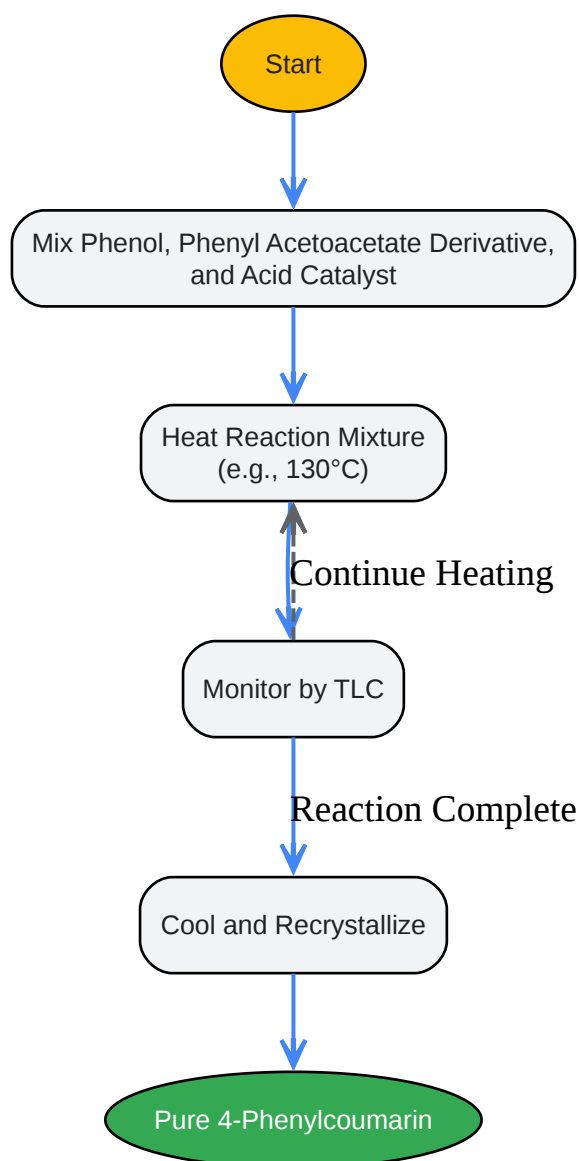 Start
Mix Phenol, Phenyl Acetoacetate Derivative,
and Acid Catalyst
Heat Reaction Mixture
(e.g., 130°C)
Continue Heating
Monitor by TLC
Reaction Complete
Cool and Recrystallize
Pure 4-Phenylcoumarin